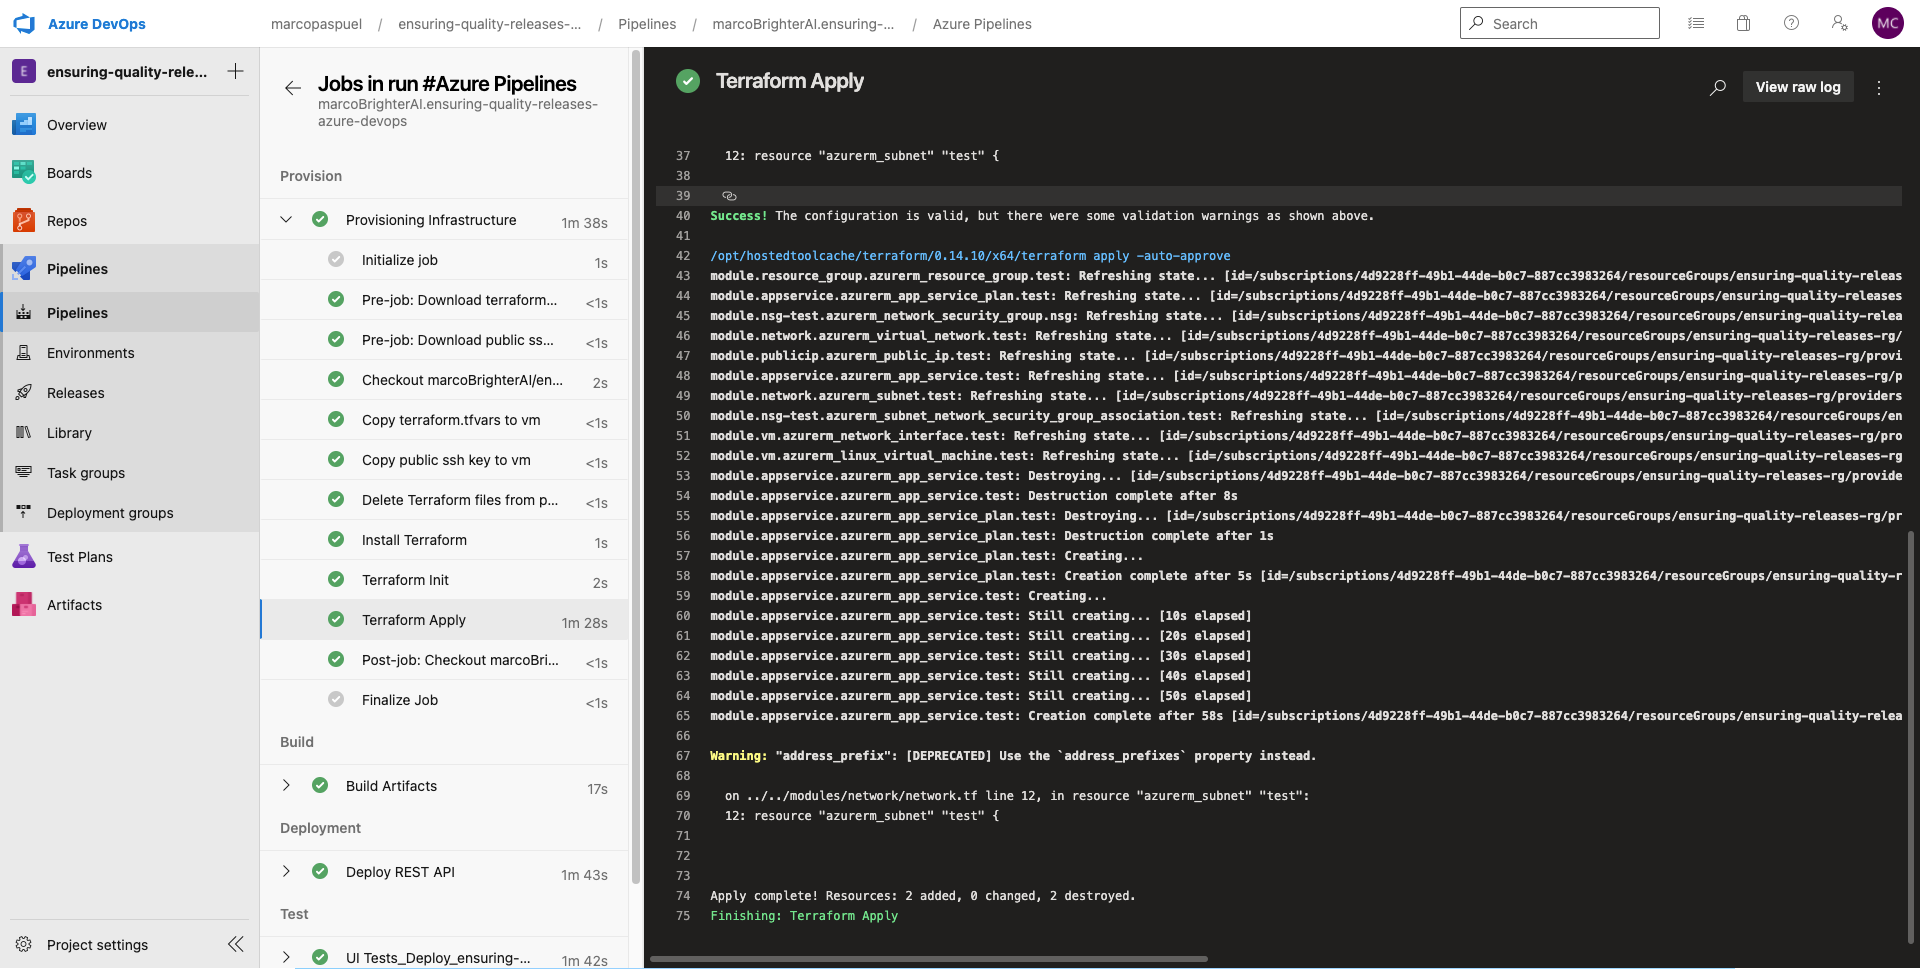 Azure DevOps
marcopaspuel / ensuring-quality-releases-... / Pipelines / marcoBrighterAI.ensuring-... / Azure Pipelines
Search
MC
E
ensuring-quality-rele...
Overview
Boards
Repos
Pipelines
Pipelines
Environments
Releases
Library
Task groups
Deployment groups
Test Plans
Artifacts
Project settings
Jobs in run #Azure Pipelines
marcoBrighterAI.ensuring-quality-releases-
azure-devops
Provision
Provisioning Infrastructure 1m 38s
Initialize job 1s
Pre-job: Download terraform... <1s
Pre-job: Download public ss... <1s
Checkout marcoBrighterAI/en... 2s
Copy terraform.tfvars to vm <1s
Copy public ssh key to vm <1s
Delete Terraform files from p... <1s
Install Terraform 1s
Terraform Init 2s
Terraform Apply 1m 28s
Post-job: Checkout marcoBri... <1s
Finalize Job <1s
Build
Build Artifacts 17s
Deployment
Deploy REST API 1m 43s
Test
UI Tests_Deploy_ensuring-... 1m 42s
Terraform Apply
View raw log
37 12: resource "azurerm_subnet" "test" {
38
39
40 Success! The configuration is valid, but there were some validation warnings as shown above.
41
42 /opt/hostedtoolcache/terraform/0.14.10/x64/terraform apply -auto-approve
43 module.resource_group.azurerm_resource_group.test: Refreshing state... [id=/subscriptions/4d9228ff-49b1-44de-b0c7-887cc3983264/resourceGroups/ensuring-quality-releas
44 module.appservice.azurerm_app_service_plan.test: Refreshing state... [id=/subscriptions/4d9228ff-49b1-44de-b0c7-887cc3983264/resourceGroups/ensuring-quality-releases
45 module.nsg-test.azurerm_network_security_group.nsg: Refreshing state... [id=/subscriptions/4d9228ff-49b1-44de-b0c7-887cc3983264/resourceGroups/ensuring-quality-relea
46 module.network.azurerm_virtual_network.test: Refreshing state... [id=/subscriptions/4d9228ff-49b1-44de-b0c7-887cc3983264/resourceGroups/ensuring-quality-releases-rg/
47 module.publicip.azurerm_public_ip.test: Refreshing state... [id=/subscriptions/4d9228ff-49b1-44de-b0c7-887cc3983264/resourceGroups/ensuring-quality-releases-rg/provi
48 module.appservice.azurerm_app_service.test: Refreshing state... [id=/subscriptions/4d9228ff-49b1-44de-b0c7-887cc3983264/resourceGroups/ensuring-quality-releases-rg/p
49 module.network.azurerm_subnet.test: Refreshing state... [id=/subscriptions/4d9228ff-49b1-44de-b0c7-887cc3983264/resourceGroups/ensuring-quality-releases-rg/providers
50 module.nsg-test.azurerm_subnet_network_security_group_association.test: Refreshing state... [id=/subscriptions/4d9228ff-49b1-44de-b0c7-887cc3983264/resourceGroups/en
51 module.vm.azurerm_network_interface.test: Refreshing state... [id=/subscriptions/4d9228ff-49b1-44de-b0c7-887cc3983264/resourceGroups/ensuring-quality-releases-rg/pro
52 module.vm.azurerm_linux_virtual_machine.test: Refreshing state... [id=/subscriptions/4d9228ff-49b1-44de-b0c7-887cc3983264/resourceGroups/ensuring-quality-releases-rg
53 module.appservice.azurerm_app_service.test: Destroying... [id=/subscriptions/4d9228ff-49b1-44de-b0c7-887cc3983264/resourceGroups/ensuring-quality-releases-rg/provide
54 module.appservice.azurerm_app_service.test: Destruction complete after 8s
55 module.appservice.azurerm_app_service_plan.test: Destroying... [id=/subscriptions/4d9228ff-49b1-44de-b0c7-887cc3983264/resourceGroups/ensuring-quality-releases-rg/pr
56 module.appservice.azurerm_app_service_plan.test: Destruction complete after 1s
57 module.appservice.azurerm_app_service_plan.test: Creating...
58 module.appservice.azurerm_app_service_plan.test: Creation complete after 5s [id=/subscriptions/4d9228ff-49b1-44de-b0c7-887cc3983264/resourceGroups/ensuring-quality-r
59 module.appservice.azurerm_app_service.test: Creating...
60 module.appservice.azurerm_app_service.test: Still creating... [10s elapsed]
61 module.appservice.azurerm_app_service.test: Still creating... [20s elapsed]
62 module.appservice.azurerm_app_service.test: Still creating... [30s elapsed]
63 module.appservice.azurerm_app_service.test: Still creating... [40s elapsed]
64 module.appservice.azurerm_app_service.test: Still creating... [50s elapsed]
65 module.appservice.azurerm_app_service.test: Creation complete after 58s [id=/subscriptions/4d9228ff-49b1-44de-b0c7-887cc3983264/resourceGroups/ensuring-quality-relea
66
67 Warning: "address_prefix": [DEPRECATED] Use the `address_prefixes` property instead.
68
69 on ../../modules/network/network.tf line 12, in resource "azurerm_subnet" "test":
70 12: resource "azurerm_subnet" "test" {
71
72
73
74 Apply complete! Resources: 2 added, 0 changed, 2 destroyed.
75 Finishing: Terraform Apply